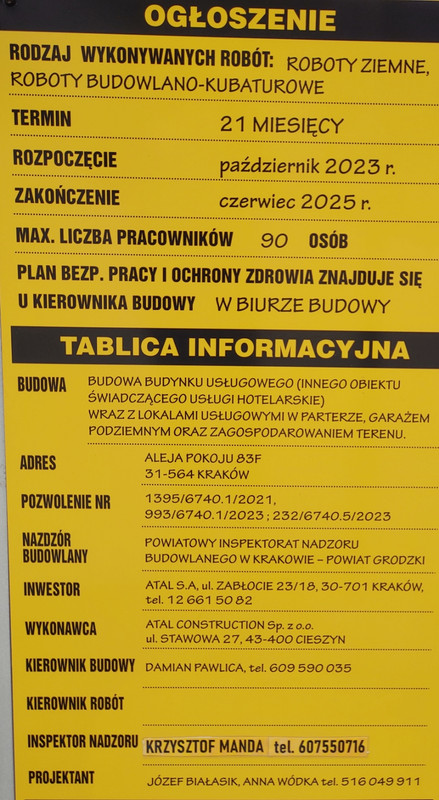 OGŁOSZENIE
RODZAJ WYKONYWANYCH ROBÓT: ROBOTY ZIEMNE,
ROBOTY BUDOWLANO-KUBATUROWE
TERMIN 21 MIESIĘCY
ROZPOCZĘCIE październik 2023 r.
ZAKOŃCZENIE czerwiec 2025 r.
MAX. LICZBA PRACOWNIKÓW 90 OSÓB
PLAN BEZP. PRACY I OCHRONY ZDROWIA ZNAJDUJE SIĘ
U KIEROWNIKA BUDOWY W BIURZE BUDOWY
TABLICA INFORMACYJNA
BUDOWA BUDOWA BUDYNKU USŁUGOWEGO (INNEGO OBIEKTU
ŚWIADCZĄCEGO USŁUGI HOTELARSKIE)
WRAZ Z LOKALAMI USŁUGOWYMI W PARTERZE, GARAŻEM
PODZIEMNYM ORAZ ZAGOSPODAROWANIEM TERENU.
ADRES ALEJA POKOJU 83F
31-564 KRAKÓW
POZWOLENIE NR 1395/6740.1/2021,
993/6740.1/2023 ; 232/6740.5/2023
NAZDZÓR
BUDOWLANY
POWIATOWY INSPEKTORAT NADZORU
BUDOWLANEGO W KRAKOWIE – POWIAT GRODZKI
INWESTOR ATAL S.A, ul. ZABŁOCIE 23/18, 30-701 KRAKÓW,
tel. 12 661 50 82
WYKONAWCA ATAL CONSTRUCTION Sp. z o.o.
ul. STAWOWA 27, 43-400 CIESZYN
KIEROWNIK BUDOWY DAMIAN PAWLICA, tel. 609 590 035
KIEROWNIK ROBÓT
INSPEKTOR NADZORU KRZYSZTOF MANDA tel. 607550716
PROJEKTANT JÓZEF BIAŁASIK, ANNA WÓDKA tel. 516 049 911